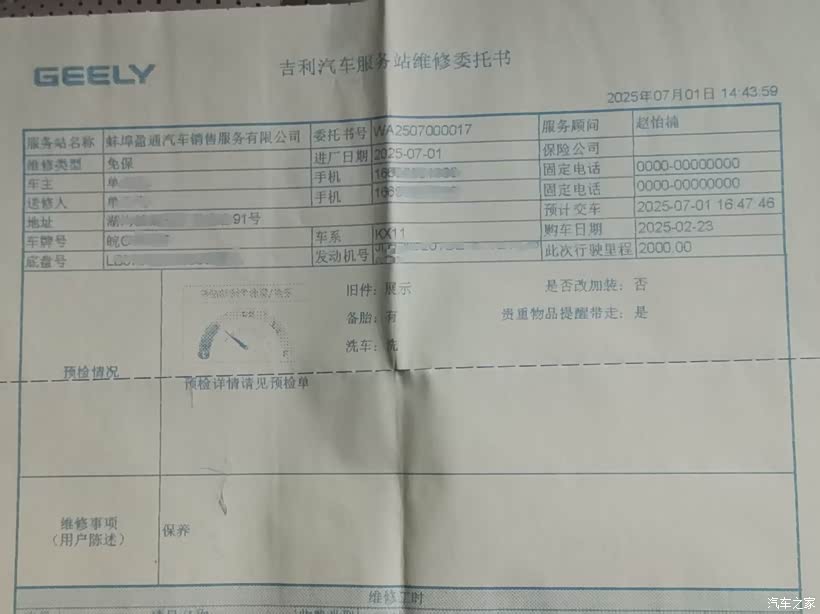 GEELY
吉利汽车服务站维修委托书
2025年07月01日 14:43:59
服务站名称 蚌埠盈通汽车销售服务有限公司 委托书号 WA2507000017 服务顾问 赵怡楠
维修类型 免保 进厂日期 2025-07-01 保险公司
车主 单 手机 固定电话 0000-00000000
送修人 单 手机 固定电话 0000-00000000
地址 湖 91号 预计交车 2025-07-01 16:47:46
车牌号 皖C 车系 KX11 购车日期 2025-02-23
底盘号 发动机号 此次行驶里程 2000.00
预检情况
旧件：展示 是否改加装：否
备胎：有 贵重物品提醒带走：是
洗车：洗
预检详情请见预检单
维修事项
（用户陈述）
保养
维修工时
汽车之家